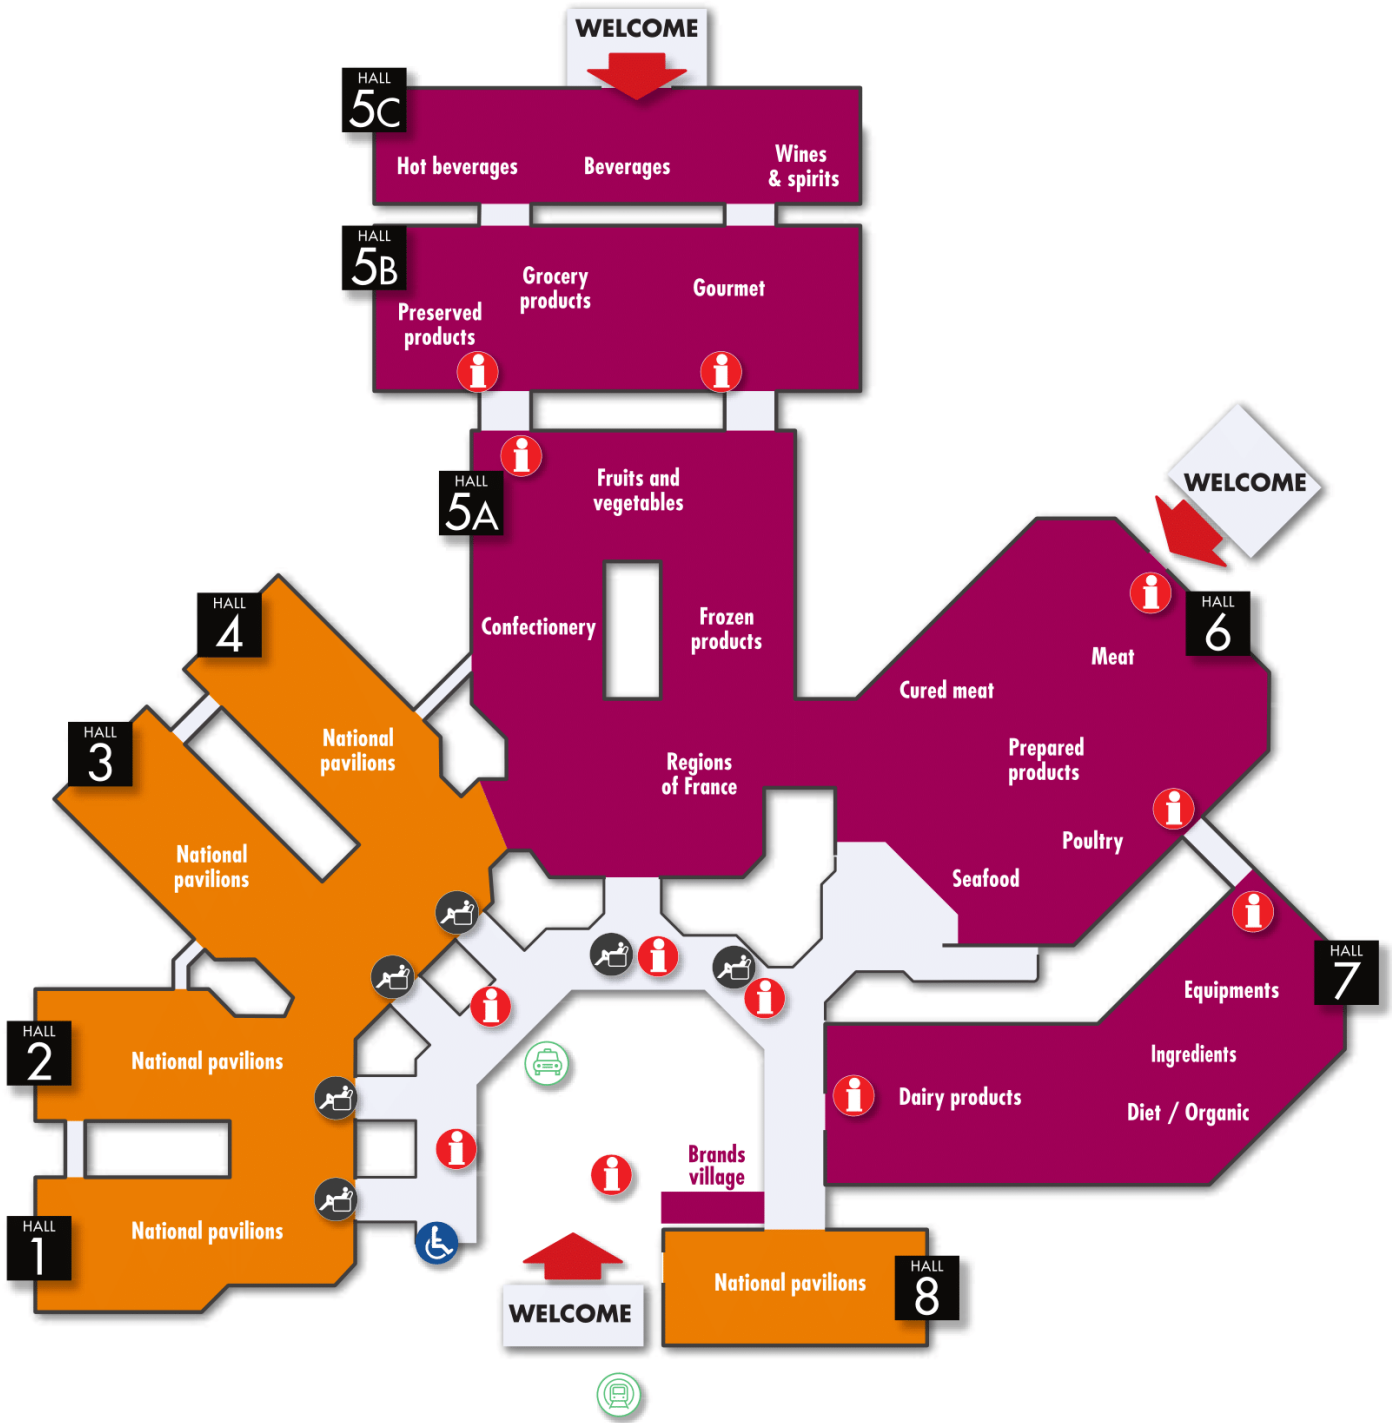 WELCOME
HALL
5C
Hot beverages
Beverages
Wines
& spirits
HALL
5B
Grocery
products
Gourmet
Preserved
products
HALL
5A
Fruits and
vegetables
WELCOME
HALL
6
HALL
4
Confectionery
Frozen
products
Meat
Cured meat
HALL
3
National
pavilions
Regions
of France
Prepared
products
National
pavilions
Poultry
Seafood
HALL
7
Equipments
HALL
2
National pavilions
Ingredients
Dairy products
Diet / Organic
Brands
village
HALL
1
National pavilions
National pavilions
HALL
8
WELCOME